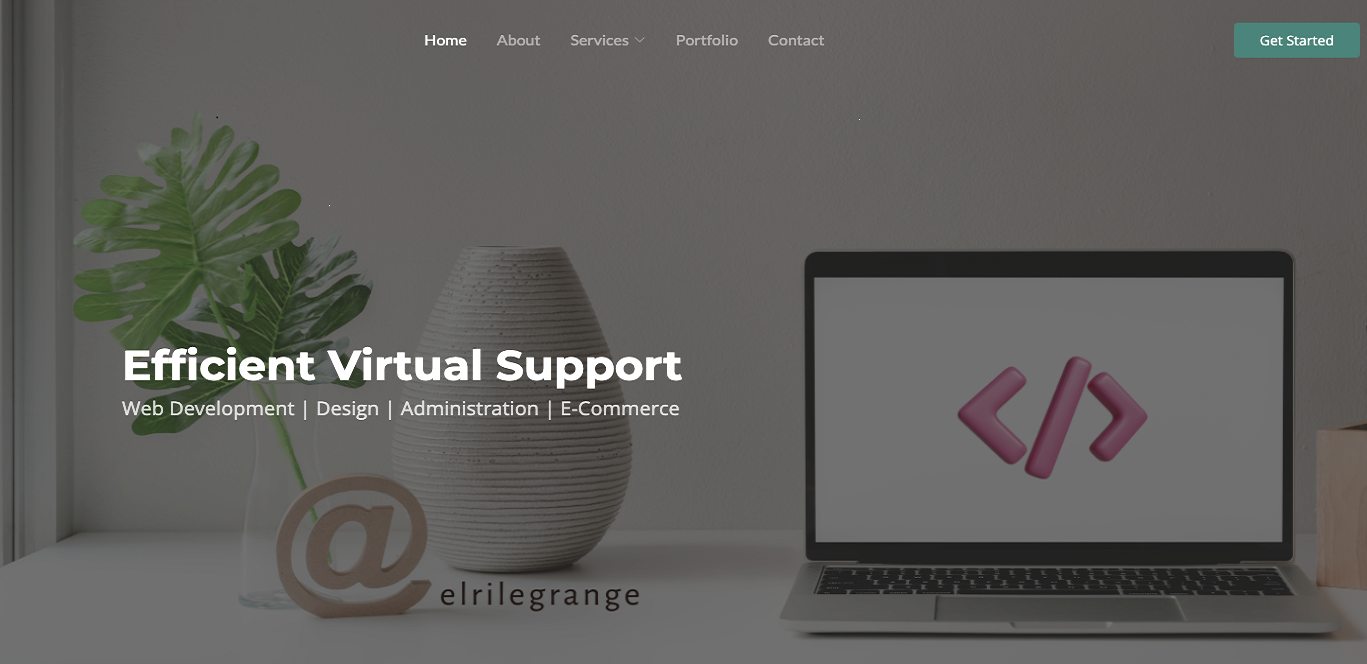 Home About Services Portfolio Contact Get Started
Efficient Virtual Support
Web Development | Design | Administration | E-Commerce
@elrilegrange